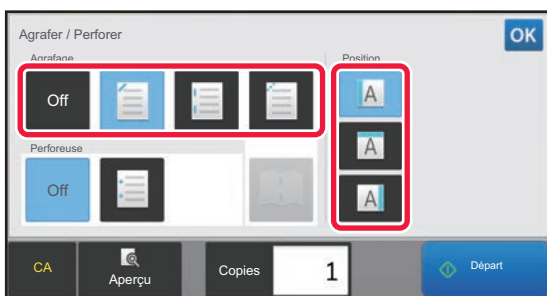 Agrafer / Perforer
OK
Agrafage
Position
Off
A
A
A
Perforeuse
Off
CA
Aperçu
Copies
1
Départ